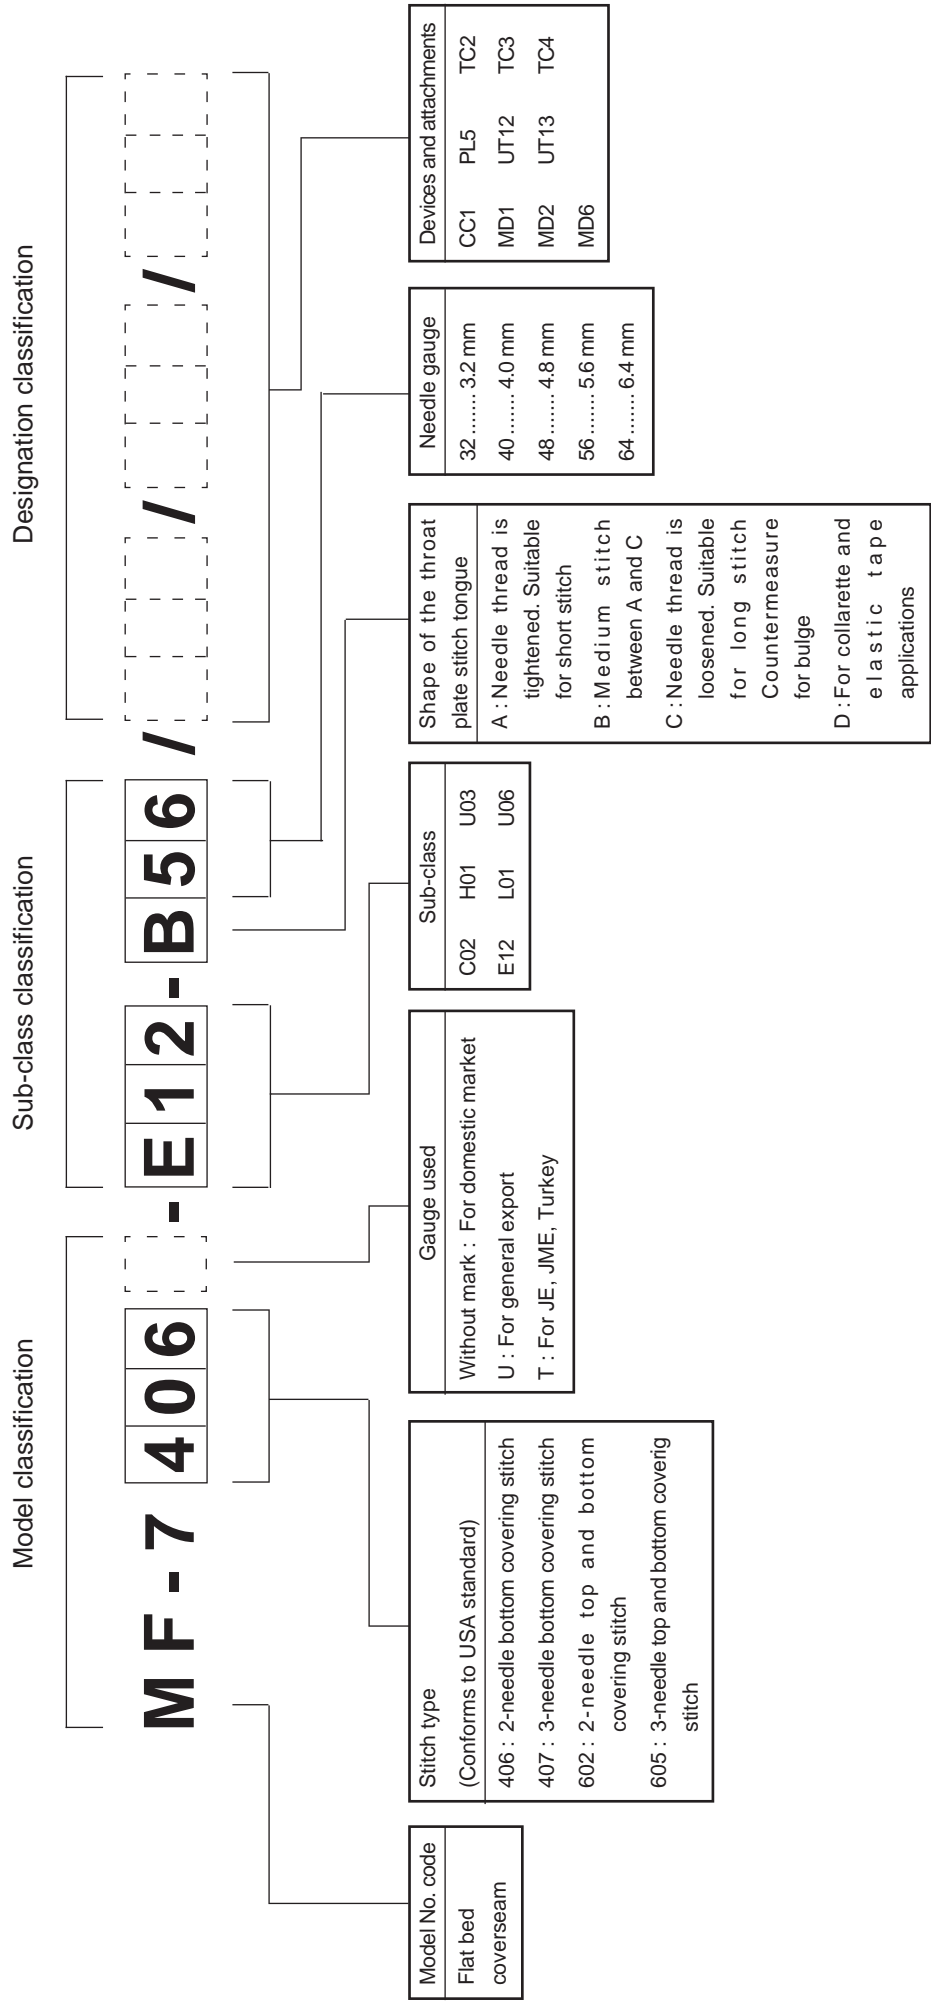 Model classification
Sub-class classification
Designation classification
MF-7406 -E12-B56/ / /
Model No. code
Flat bed
coverseam
Stitch type
(Conforms to USA standard)
406 : 2-needle bottom covering stitch
407 : 3-needle bottom covering stitch
602 : 2-needle top and bottom
covering stitch
605 : 3-needle top and bottom coverig
stitch
Gauge used
Without mark : For domestic market
U : For general export
T : For JE, JME, Turkey
Sub-class
C02 H01 U03
E12 L01 U06
Shape of the throat
plate stitch tongue
A : Needle thread is
tightened. Suitable
for short stitch
B : Medium stitch
between A and C
C : Needle thread is
loosened. Suitable
for long stitch
Countermeasure
for bulge
D : For collarette and
elastic tape
applications
Needle gauge
32 ....... 3.2 mm
40 ....... 4.0 mm
48 ....... 4.8 mm
56 ....... 5.6 mm
64 ....... 6.4 mm
Devices and attachments
CC1 PL5 TC2
MD1 UT12 TC3
MD2 UT13 TC4
MD6